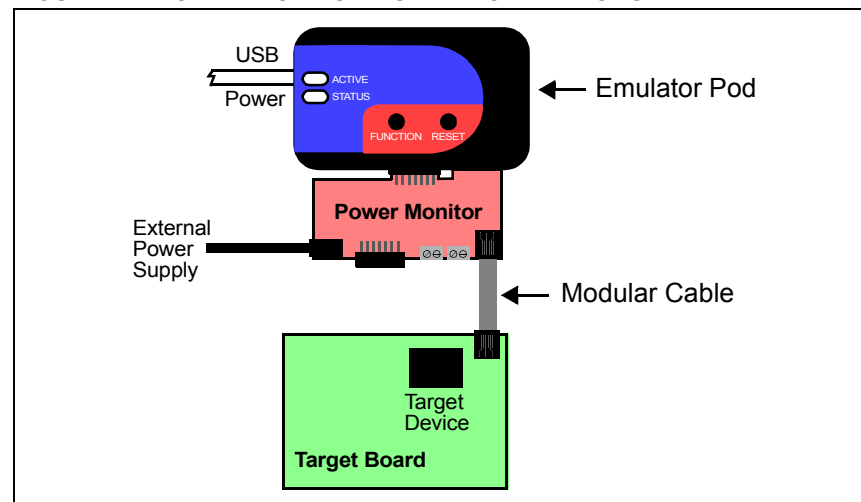 USB
Power
ACTIVE
STATUS
FUNCTION RESET
Emulator Pod
Power Monitor
External
Power
Supply
Modular Cable
Target
Device
Target Board